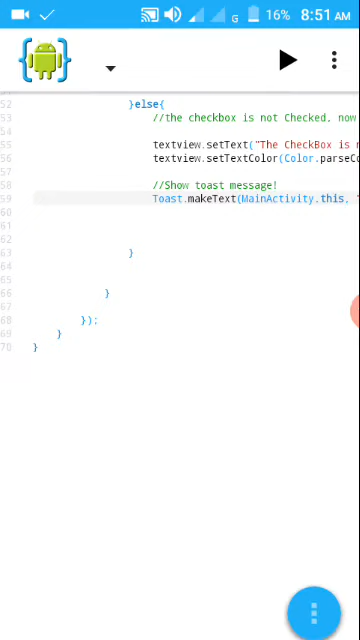 G 16% 8:51 AM
52 }else{
53 //the checkbox is not Checked, now
54
55 textview.setText("The CheckBox is
56 textview.setTextColor(Color.
57
58 //Show toast message!
59 Toast.makeText(MainActivity.this,
60
61
62
63 }
64
65
66 }
67
68 });
69 }
70 }